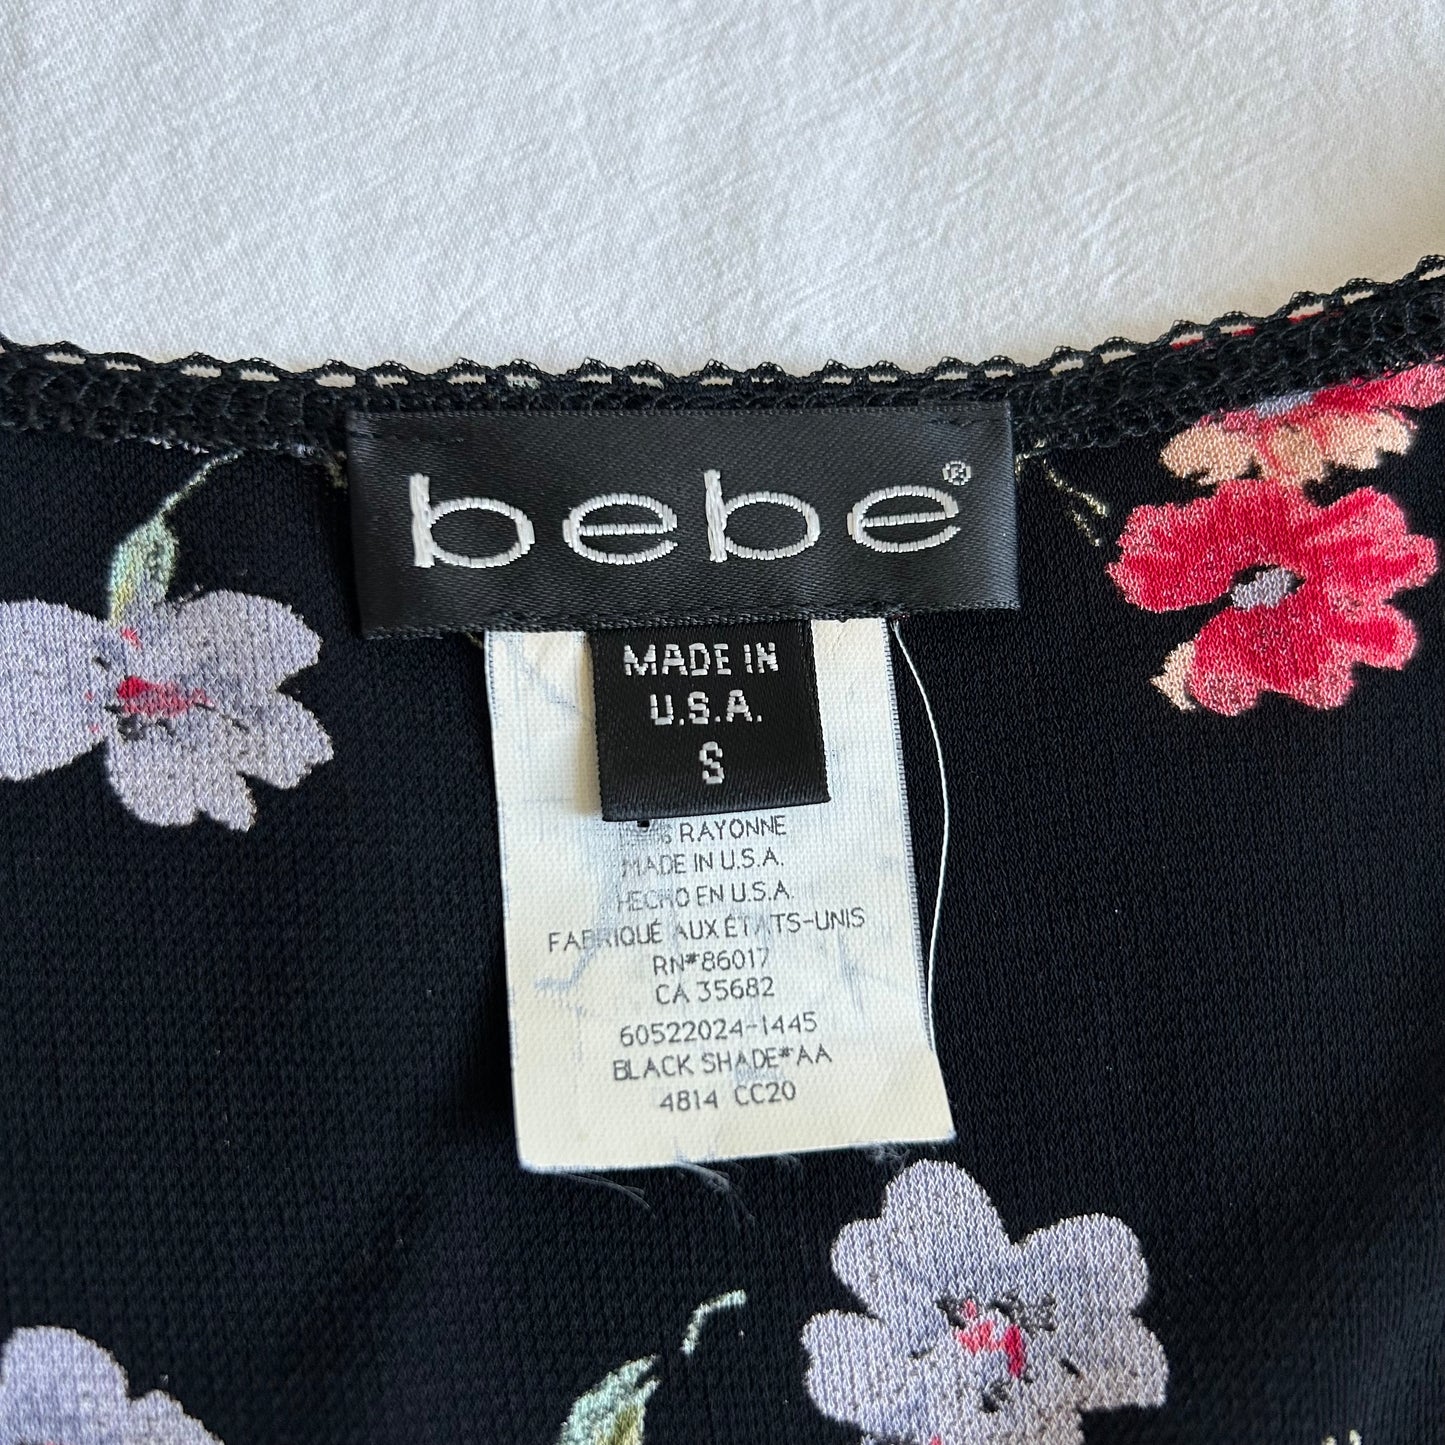 bebe®
MADE IN
U.S.A.
S
RAYONNE
MADE IN U.S.A.
HECHO EN U.S.A.
FABRIQUÉ AUX ÉTATS-UNIS
RN#86017
CA 35682
60522024-1445
BLACK SHADE#AA
4814 CC20